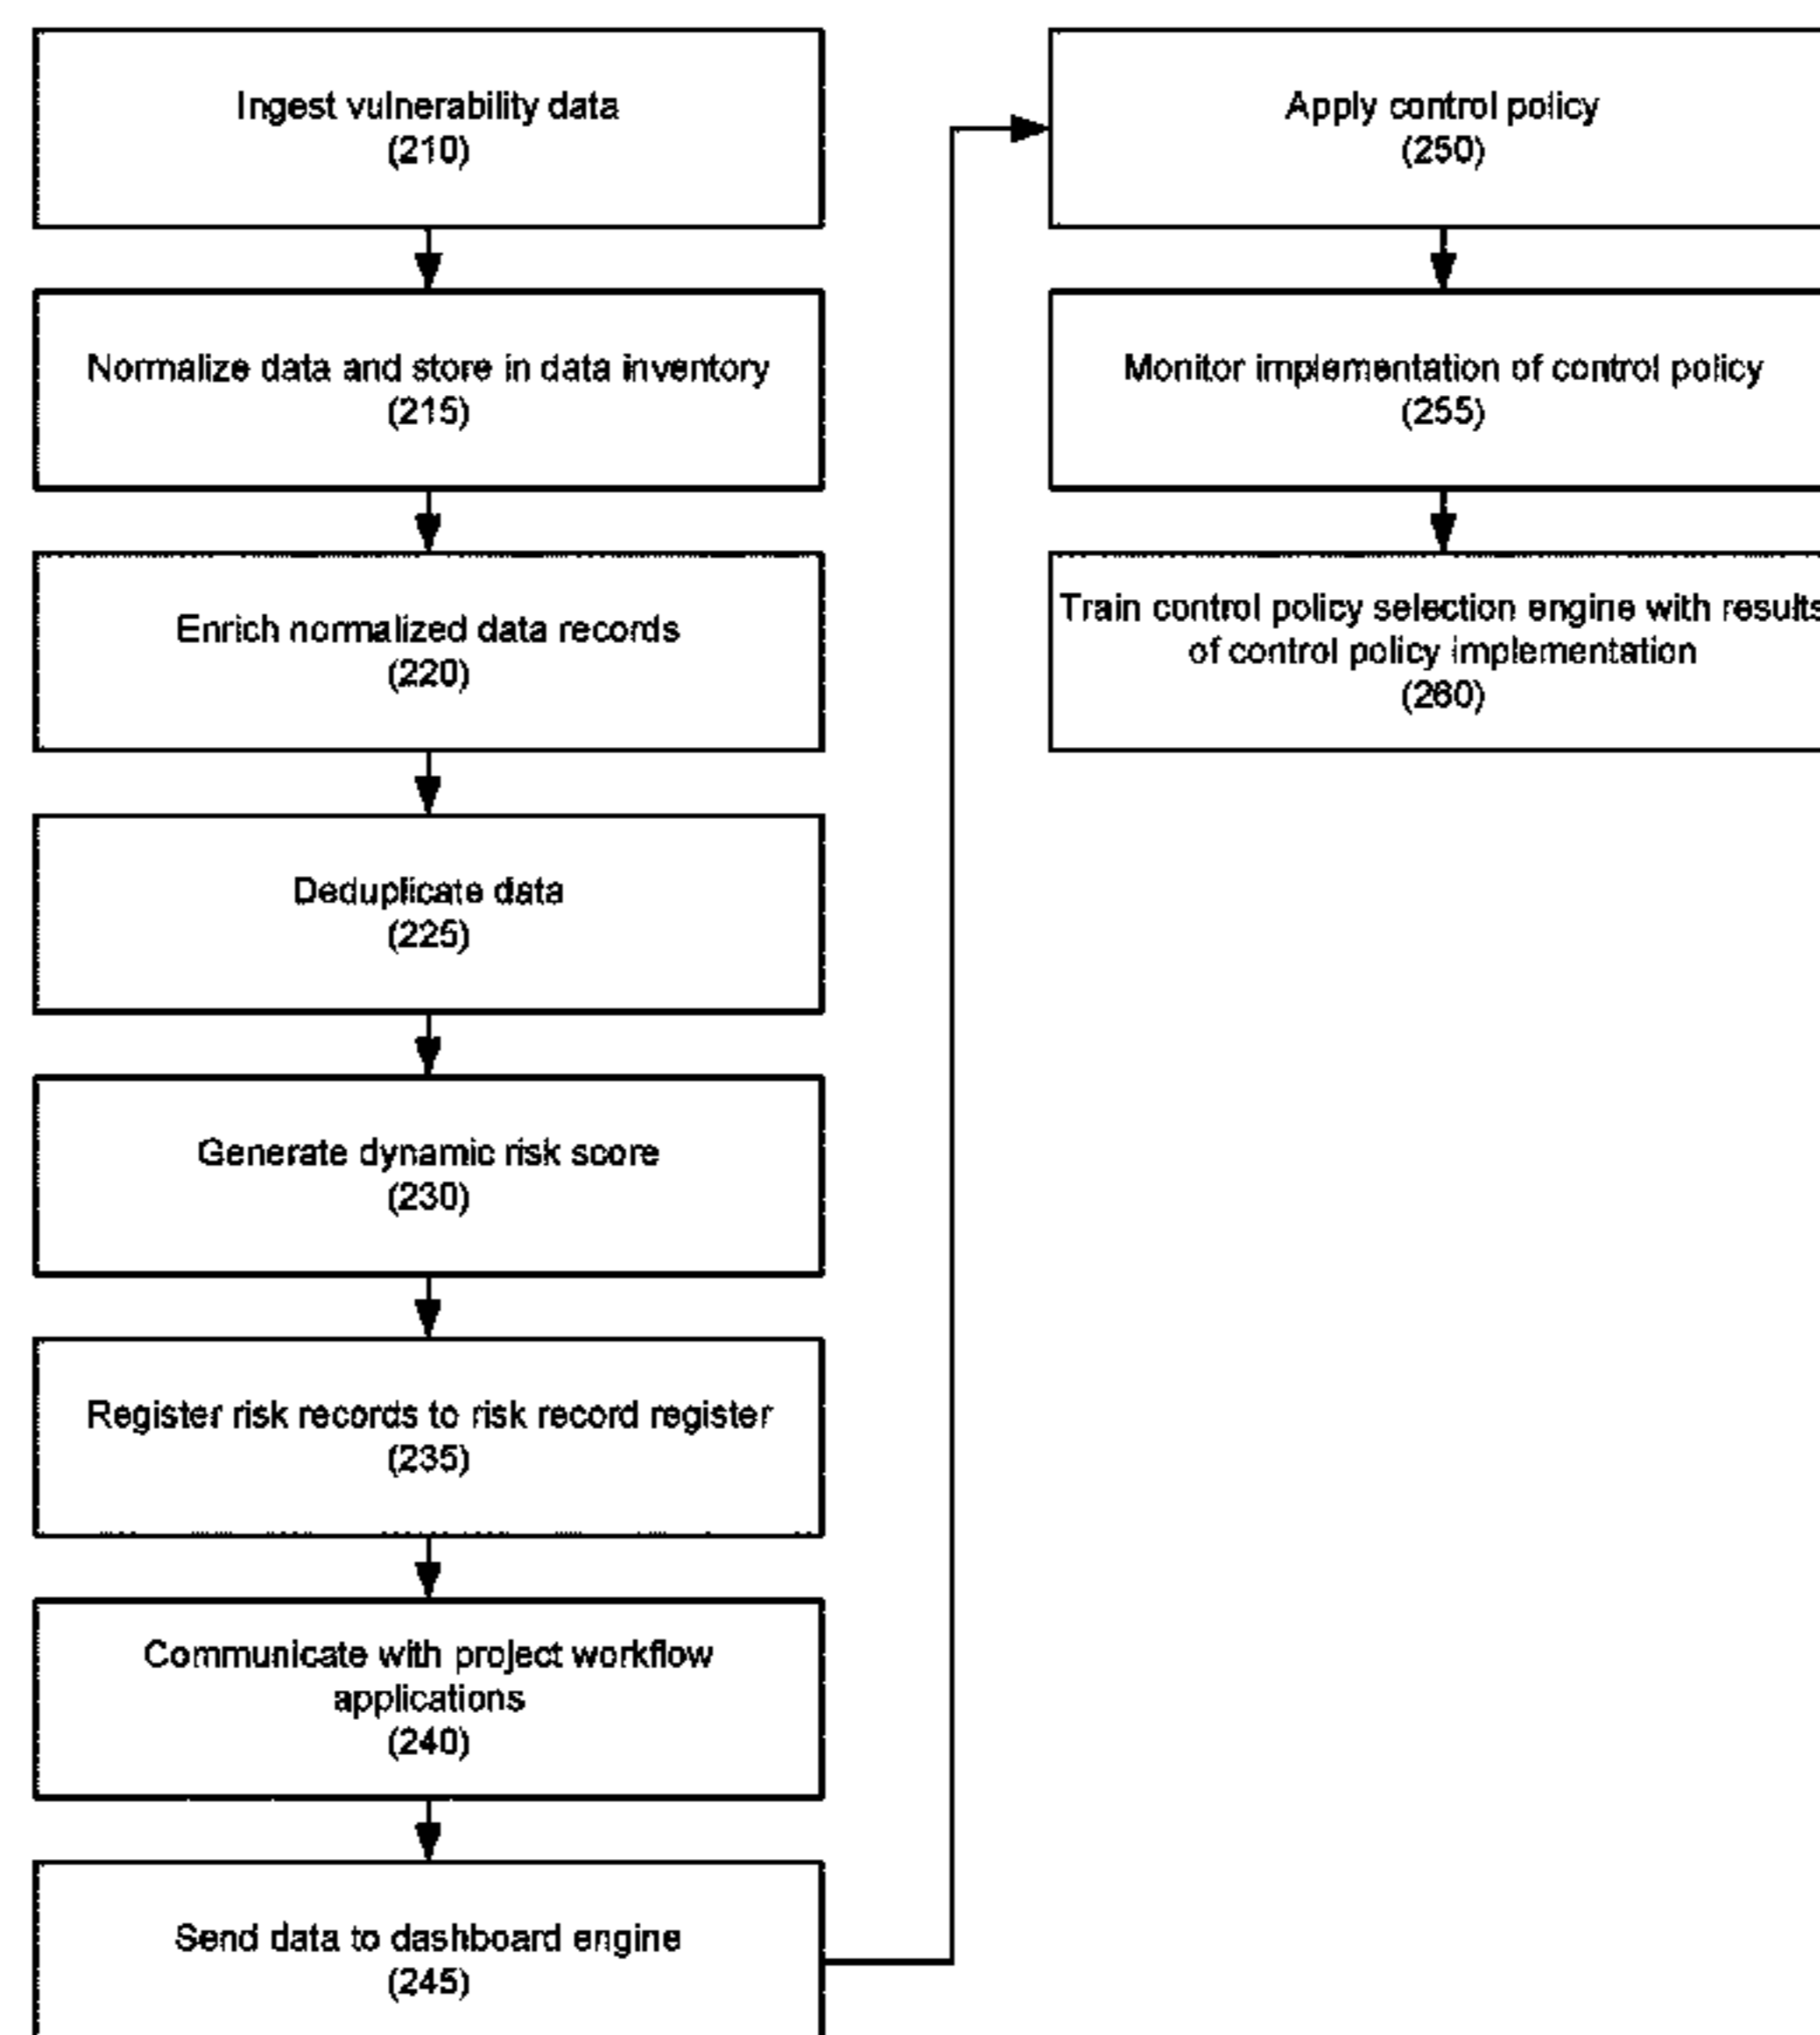 Ingest vulnerability data
(210)
Normalize data and store in data inventory
(215)
Enrich normalized data records
(220)
Deduplicate data
(225)
Generate dynamic risk score
(230)
Register risk records to risk record register
(235)
Communicate with project workflow
applications
(240)
Send data to dashboard engine
(245)
Apply control policy
(250)
Monitor implementation of control policy
(255)
Train control policy selection engine with results
of control policy implementation
(260)